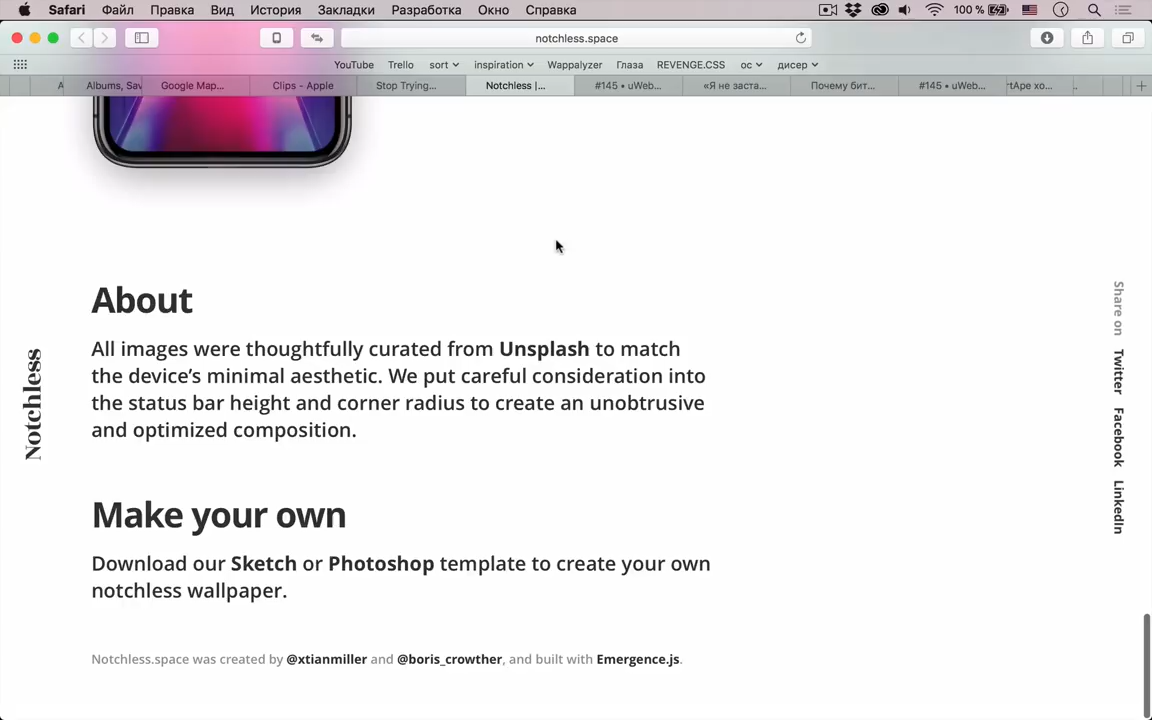 Safari Файл Правка Вид История Закладки Разработка Окно Справка 100 %
notchless.space
YouTube Trello sort inspiration Wappalyzer Глаза REVENGE.CSS ос дисер
A Albums, Sav Google Map... Clips - Apple Stop Trying... Notchless |... #145 • uWeb... «Я не заста... Почему бит... #145 • uWeb... rtApe хо... ..
About
All images were thoughtfully curated from Unsplash to match
the device’s minimal aesthetic. We put careful consideration into
the status bar height and corner radius to create an unobtrusive
and optimized composition.
Notchless
Share on Twitter Facebook LinkedIn
Make your own
Download our Sketch or Photoshop template to create your own
notchless wallpaper.
Notchless.space was created by @xtianmiller and @boris_crowther, and built with Emergence.js.